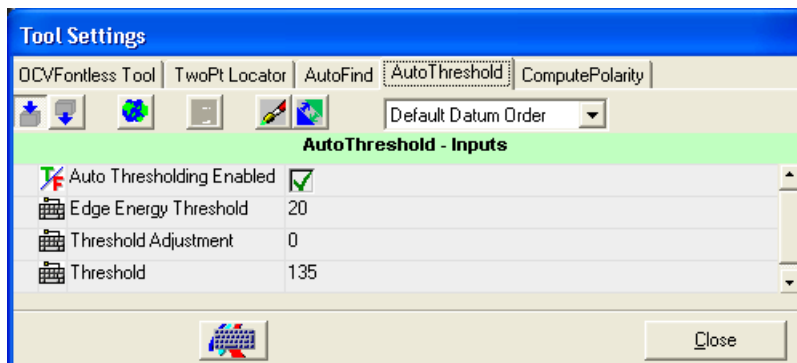 Tool Settings
OCVFontless Tool TwoPt Locator AutoFind AutoThreshold ComputePolarity
Default Datum Order
AutoThreshold - Inputs
T/F Auto Thresholding Enabled
Edge Energy Threshold 20
Threshold Adjustment 0
Threshold 135
Close